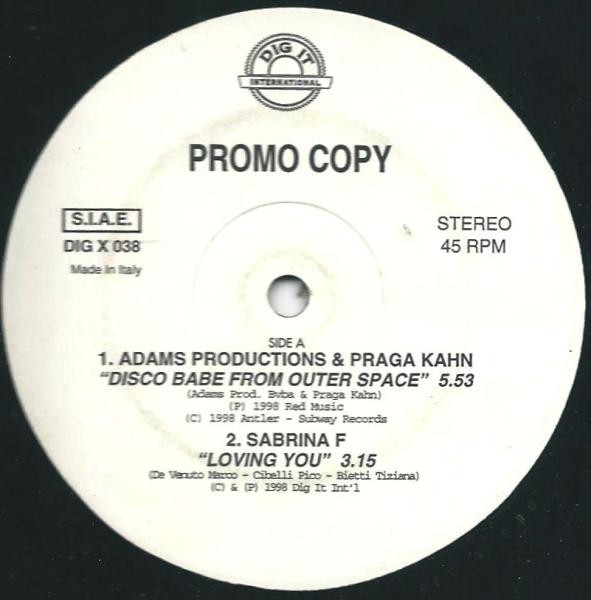 DIG IT
INTERNATIONAL
PROMO COPY
S.I.A.E.
DIG X 038
Made in Italy
STEREO
45 RPM
SIDE A
1. ADAMS PRODUCTIONS & PRAGA KAHN
“DISCO BABE FROM OUTER SPACE” 5.53
(Adams Prod. Bvba & Praga Kahn)
(P) 1998 Red Music
(C) 1998 Antler - Subway Records
2. SABRINA F
“LOVING YOU” 3.15
(De Venuto Marco - Cibelli Pico - Bietti Tiziana)
(C) & (P) 1998 Dig It Int'l